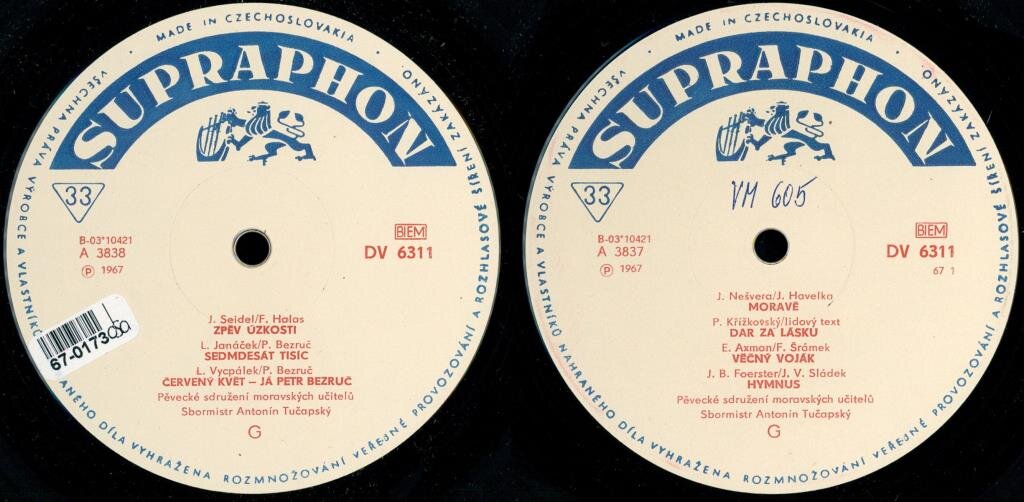 MADE IN CZECHOSLOVAKIA
SUPRAPHON
33
B-03*10421
A 3838
Ⓟ 1967
BIEM
DV 6311
J. Seidel/F. Halas
ZPĚV ÚZKOSTI
L. Janáček/P. Bezruč
SEDMDESÁT TISÍC
L. Vycpálek/P. Bezruč
ČERVENÝ KVĚT – JÁ PETR BEZRUČ
Pěvecké sdružení moravských učitelů
Sbormistr Antonín Tučapský
G
VŠECHNA PRÁVA VÝROBCE A VLASTNÍKŮ
ANÉHO DÍLA VYHRAŽENA ROZMNOŽOVÁNÍ VEŘEJNÉ PROVOZOVÁNÍ A ROZHLASOVÉ ŠÍŘENÍ ZAKÁZÁNO
67-0173050
MADE IN CZECHOSLOVAKIA
SUPRAPHON
33
VM 605
B-03*10421
A 3837
Ⓟ 1967
BIEM
DV 6311
67 1
J. Nešvera/J. Havelka
MORAVĚ
P. Křížkovský/lidový text
DAR ZA LÁSKU
E. Axman/F. Šrámek
VĚČNÝ VOJÁK
J. B. Foerster/J. V. Sládek
HYMNUS
Pěvecké sdružení moravských učitelů
Sbormistr Antonín Tučapský
G
VŠECHNA PRÁVA VÝROBCE A VLASTNÍKŮ NAHRANÉHO DÍLA VYHRAŽENA ROZMNOŽOVÁNÍ VEŘEJNÉ PROVOZOVÁNÍ A ROZHLASOVÉ ŠÍŘENÍ ZAKÁZÁNO